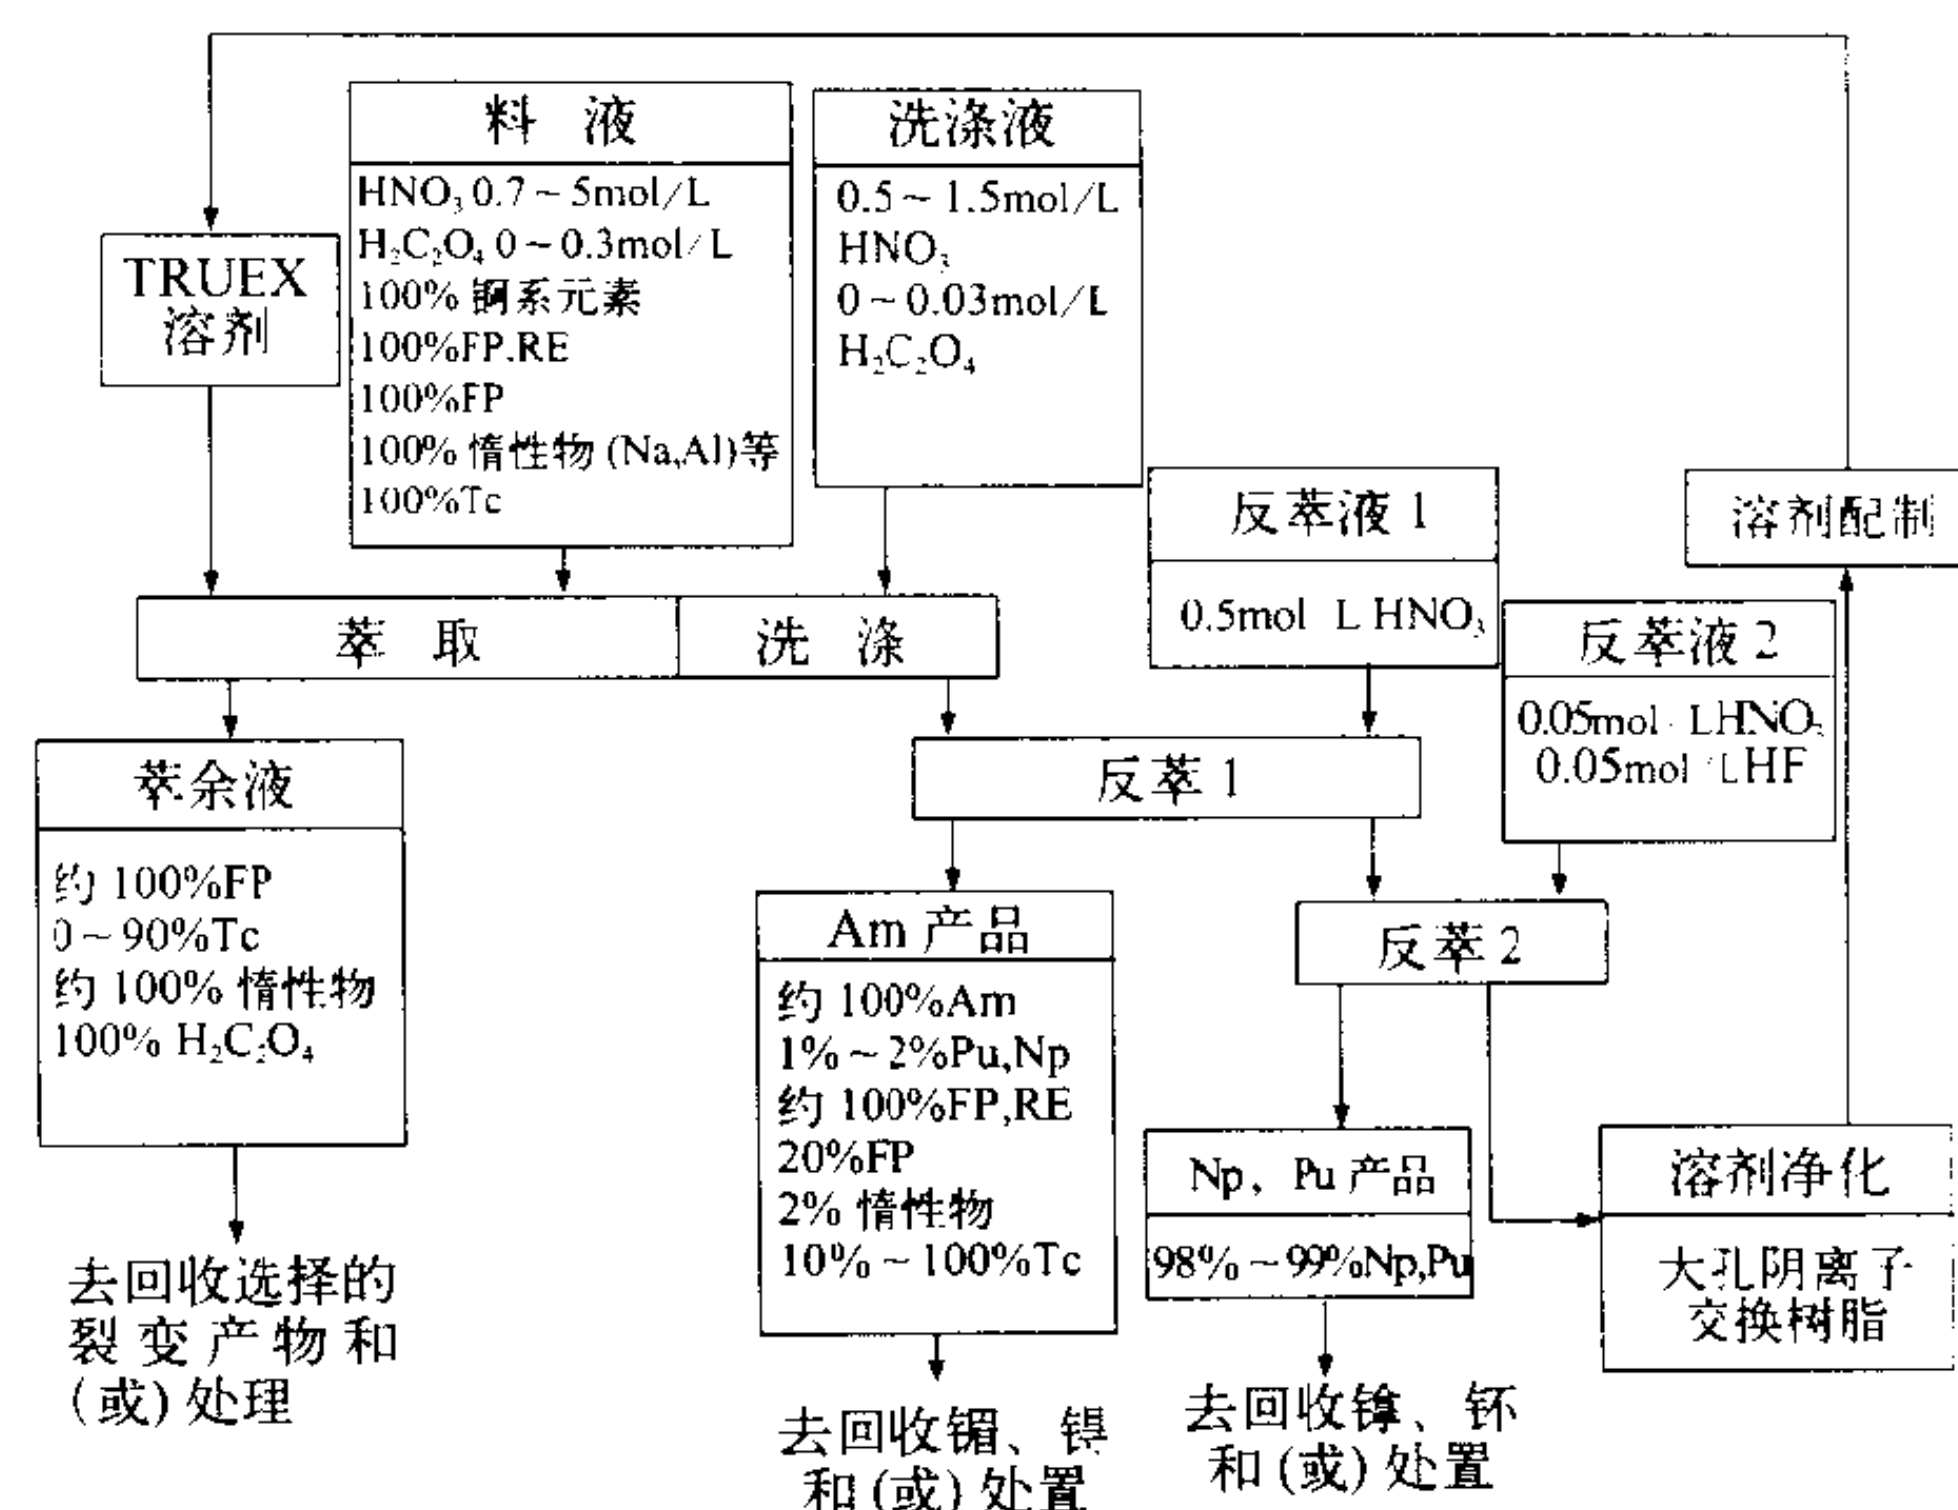 料 液
HNO₃ 0.7~5mol/L
H₂C₂O₄ 0~0.3mol/L
100% 锕系元素
100%FP.RE
100%FP
100% 惰性物 (Na,Al)等
100%Tc
洗涤液
0.5~1.5mol/L
HNO₃
0~0.03mol/L
H₂C₂O₄
TRUEX
溶剂
反萃液 1
0.5mol L HNO₃
溶剂配制
反萃液 2
0.05mol LHNO₃
0.05mol/LHF
萃 取
洗 涤
反萃 1
萃余液
约 100%FP
0~90%Tc
约 100% 惰性物
100% H₂C₂O₄
去回收选择的
裂变产物和
(或) 处理
Am 产品
约 100%Am
1%~2%Pu,Np
约 100%FP,RE
20%FP
2% 惰性物
10%~100%Tc
去回收镅、锝
和 (或) 处置
反萃 2
Np、Pu 产品
98%~99%Np,Pu
去回收镎、钚
和 (或) 处置
溶剂净化
大孔阴离子
交换树脂